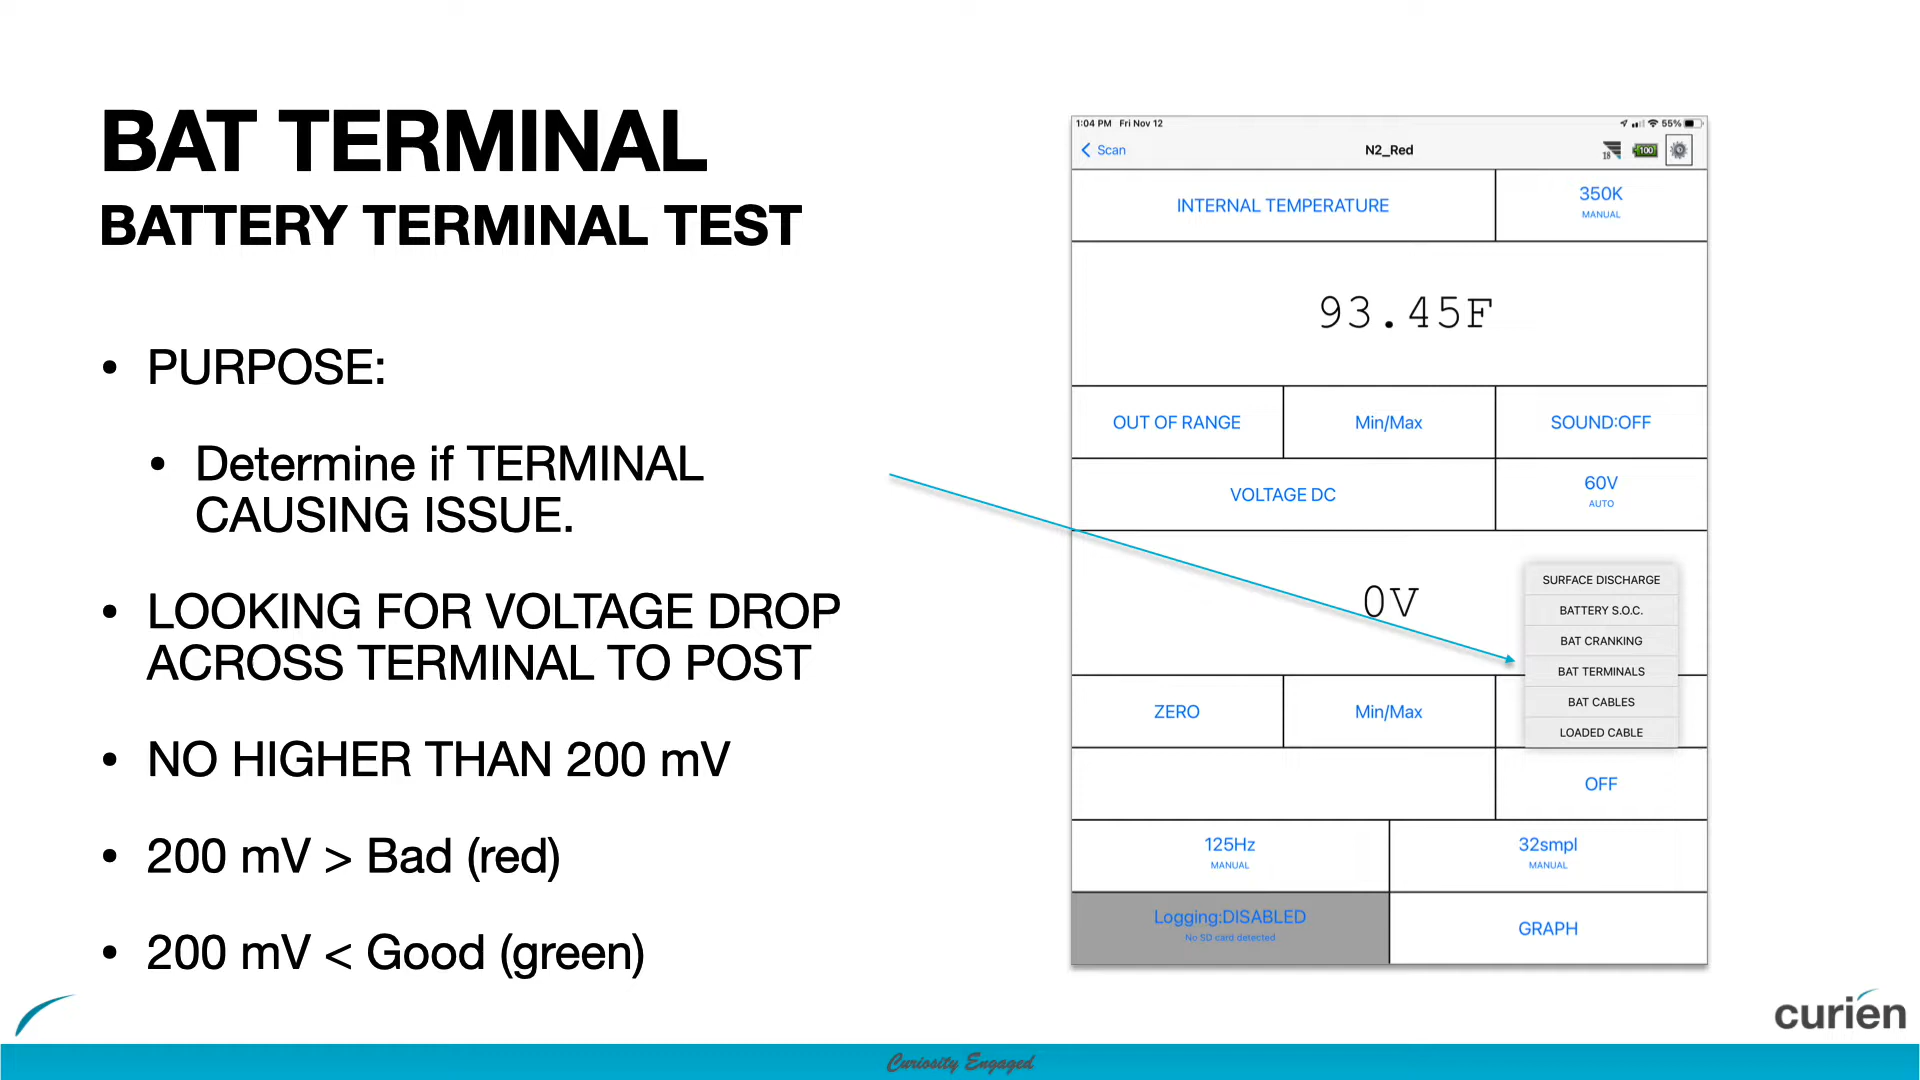 BAT TERMINAL
BATTERY TERMINAL TEST
• PURPOSE:
• Determine if TERMINAL
CAUSING ISSUE.
• LOOKING FOR VOLTAGE DROP
ACROSS TERMINAL TO POST
• NO HIGHER THAN 200 mV
• 200 mV > Bad (red)
• 200 mV < Good (green)
1:04 PM Fri Nov 12
55%
Scan
N2_Red
18
100
INTERNAL TEMPERATURE
350K
MANUAL
93.45F
OUT OF RANGE
Min/Max
SOUND:OFF
VOLTAGE DC
60V
AUTO
0V
SURFACE DISCHARGE
BATTERY S.O.C.
BAT CRANKING
BAT TERMINALS
BAT CABLES
LOADED CABLE
ZERO
Min/Max
OFF
125Hz
MANUAL
32smpl
MANUAL
Logging:DISABLED
No SD card detected
GRAPH
curien
Curiosity Engaged